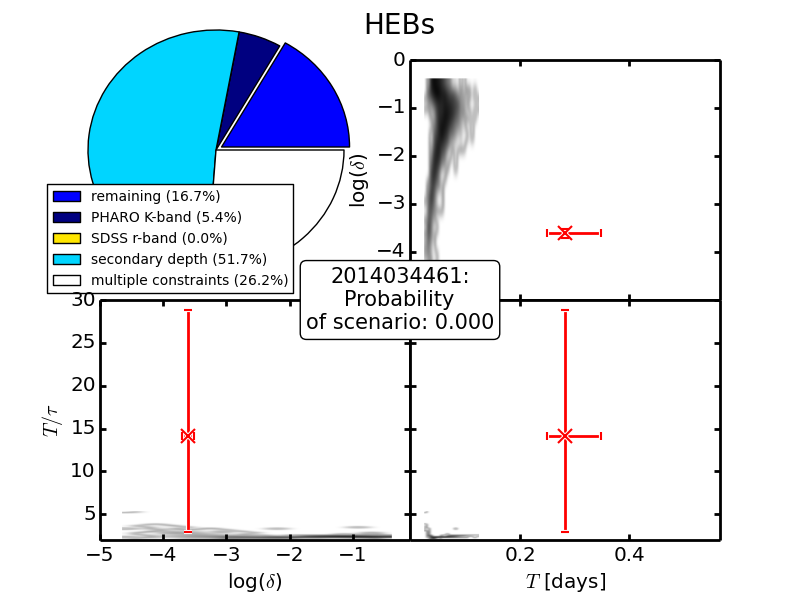 HEBs
0
−1
−2
−3
−4
log(δ)
remaining (16.7%)
PHARO K-band (5.4%)
SDSS r-band (0.0%)
secondary depth (51.7%)
multiple constraints (26.2%)
2014034461:
Probability
of scenario: 0.000
30
25
20
15
10
5
T/τ
−5
−4
−3
−2
−1
log(δ)
0.2
0.4
T [days]